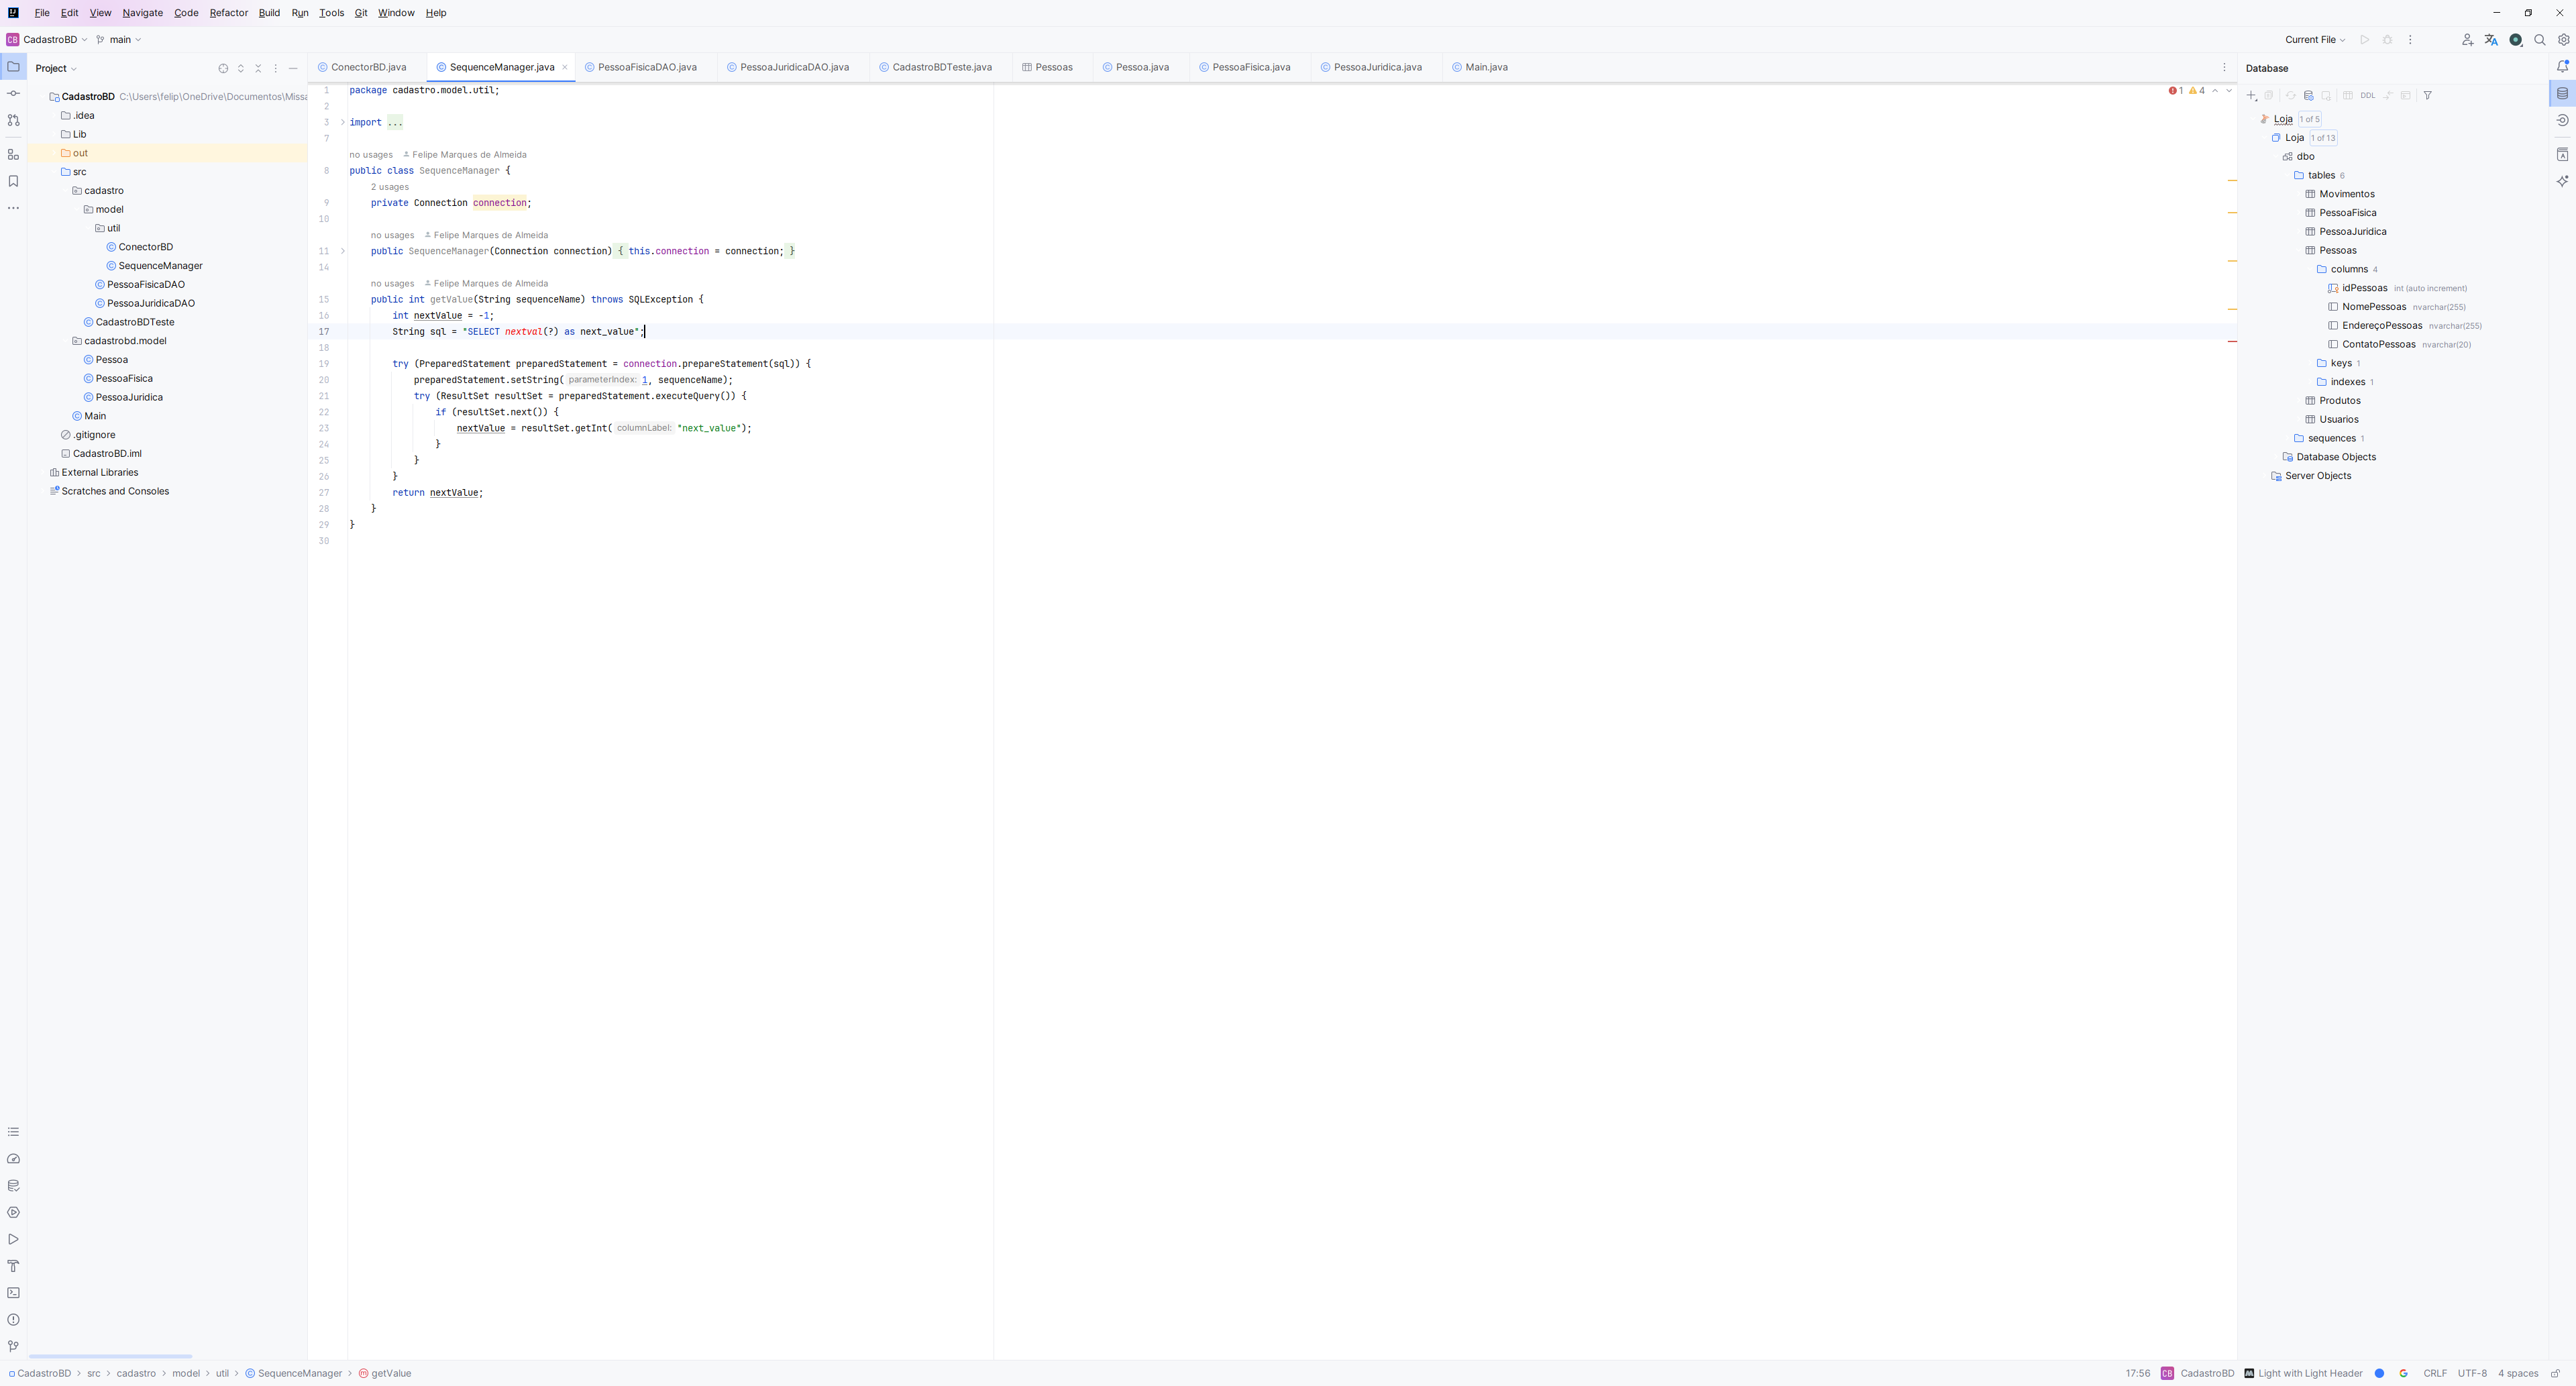 File Edit View Navigate Code Refactor Build Run Tools Git Window Help
CB CadastroBD main Current File
Project
ConectorBD.java SequenceManager.java PessoaFisicaDAO.java PessoaJuridicaDAO.java CadastroBDTeste.java Pessoas Pessoa.java PessoaFisica.java PessoaJuridica.java Main.java
Database
CadastroBD C:\Users\felip\OneDrive\Documentos\Missa
.idea
Lib
out
src
cadastro
model
util
ConectorBD
SequenceManager
PessoaFisicaDAO
PessoaJuridicaDAO
CadastroBDTeste
cadastrobd.model
Pessoa
PessoaFisica
PessoaJuridica
Main
.gitignore
CadastroBD.iml
External Libraries
Scratches and Consoles
1 package cadastro.model.util;
2
3 import ...
7
no usages Felipe Marques de Almeida
8 public class SequenceManager {
2 usages
9 private Connection connection;
10
no usages Felipe Marques de Almeida
11 public SequenceManager(Connection connection) { this.connection = connection; }
14
no usages Felipe Marques de Almeida
15 public int getValue(String sequenceName) throws SQLException {
16 int nextValue = -1;
17 String sql = "SELECT nextval(?) as next_value";
18
19 try (PreparedStatement preparedStatement = connection.prepareStatement(sql)) {
20 preparedStatement.setString( parameterIndex: 1, sequenceName);
21 try (ResultSet resultSet = preparedStatement.executeQuery()) {
22 if (resultSet.next()) {
23 nextValue = resultSet.getInt( columnLabel: "next_value");
24 }
25 }
26 }
27 return nextValue;
28 }
29 }
30
1 4
DDL
Loja 1 of 5
Loja 1 of 13
dbo
tables 6
Movimentos
PessoaFisica
PessoaJuridica
Pessoas
columns 4
idPessoas int (auto increment)
NomePessoas nvarchar(255)
EndereçoPessoas nvarchar(255)
ContatoPessoas nvarchar(20)
keys 1
indexes 1
Produtos
Usuarios
sequences 1
Database Objects
Server Objects
CadastroBD > src > cadastro > model > util > SequenceManager > getValue
17:56 CB CadastroBD Light with Light Header CRLF UTF-8 4 spaces